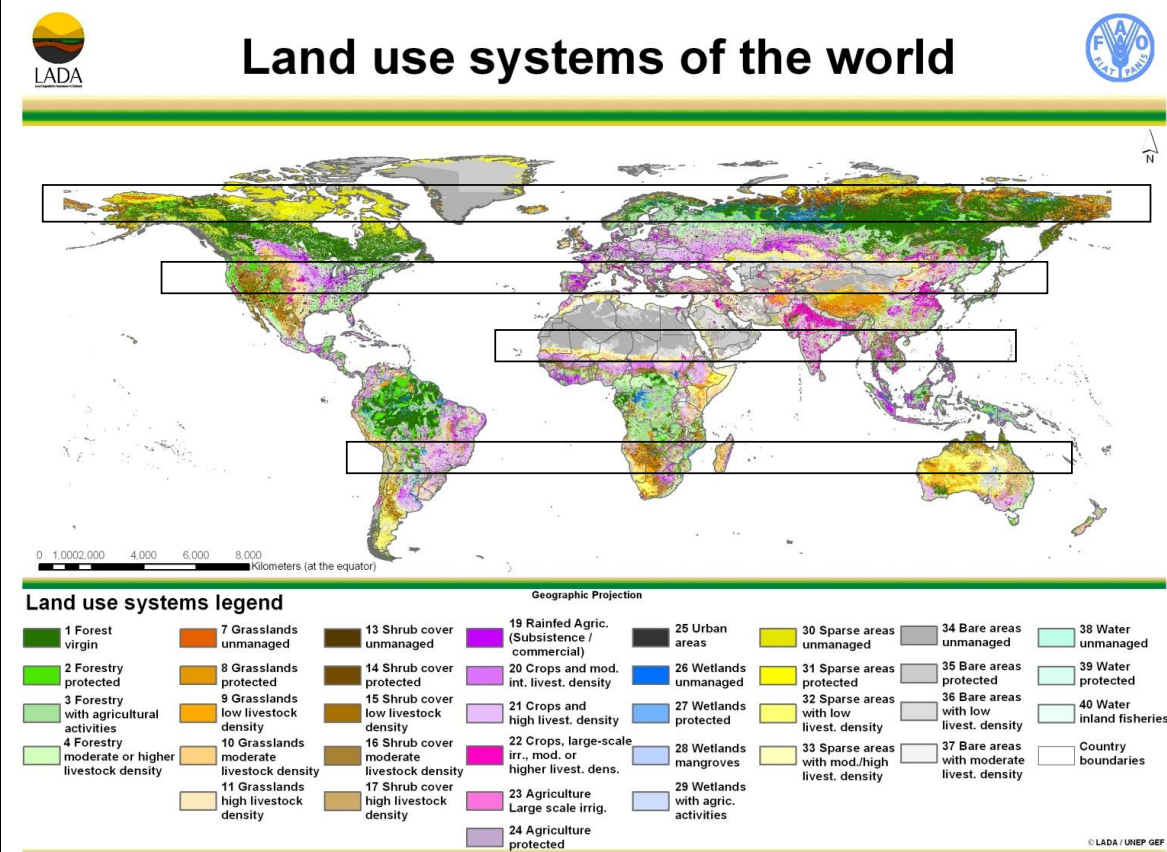 LADA
Land use systems of the world
FAO
FIAT PANIS
N
0 1,000 2,000 4,000 6,000 8,000
Kilometers (at the equator)
Geographic Projection
Land use systems legend
1 Forest
virgin
2 Forestry
protected
3 Forestry
with agricultural
activities
4 Forestry
moderate or higher
livestock density
7 Grasslands
unmanaged
8 Grasslands
protected
9 Grasslands
low livestock
density
10 Grasslands
moderate
livestock density
11 Grasslands
high livestock
density
13 Shrub cover
unmanaged
14 Shrub cover
protected
15 Shrub cover
low livestock
density
16 Shrub cover
moderate
livestock density
17 Shrub cover
high livestock
density
19 Rainfed Agric.
(Subsistence /
commercial)
20 Crops and mod.
int. livest. density
21 Crops and
high livest. density
22 Crops, large-scale
irr., mod. or
higher livest. dens.
23 Agriculture
Large scale irrig.
24 Agriculture
protected
25 Urban
areas
26 Wetlands
unmanaged
27 Wetlands
protected
28 Wetlands
mangroves
29 Wetlands
with agric.
activities
30 Sparse areas
unmanaged
31 Sparse areas
protected
32 Sparse areas
with low
livest. density
33 Sparse areas
with mod./high
livest. density
34 Bare areas
unmanaged
35 Bare areas
protected
36 Bare areas
with low
livest. density
37 Bare areas
with moderate
livest. density
38 Water
unmanaged
39 Water
protected
40 Water
inland fisheries
Country
boundaries
© LADA / UNEP GEF